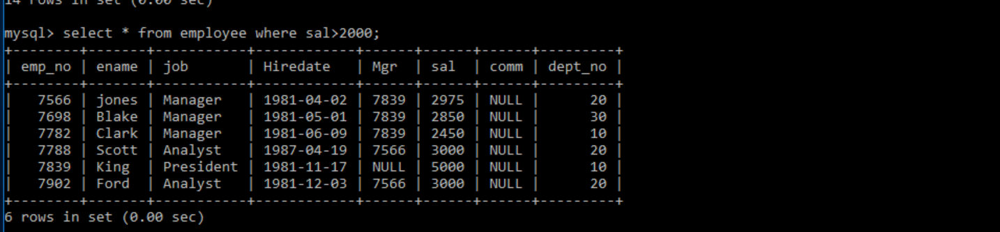 14 rows in set (0.00 sec)
mysql> select * from employee where sal>2000;
+--------+-------+-----------+------------+------+------+------+---------+
| emp_no | ename | job       | Hiredate   | Mgr  | sal  | comm | dept_no |
+--------+-------+-----------+------------+------+------+------+---------+
|   7566 | jones | Manager   | 1981-04-02 | 7839 | 2975 | NULL |      20 |
|   7698 | Blake | Manager   | 1981-05-01 | 7839 | 2850 | NULL |      30 |
|   7782 | Clark | Manager   | 1981-06-09 | 7839 | 2450 | NULL |      10 |
|   7788 | Scott | Analyst   | 1987-04-19 | 7566 | 3000 | NULL |      20 |
|   7839 | King  | President | 1981-11-17 | NULL | 5000 | NULL |      10 |
|   7902 | Ford  | Analyst   | 1981-12-03 | 7566 | 3000 | NULL |      20 |
+--------+-------+-----------+------------+------+------+------+---------+
6 rows in set (0.00 sec)